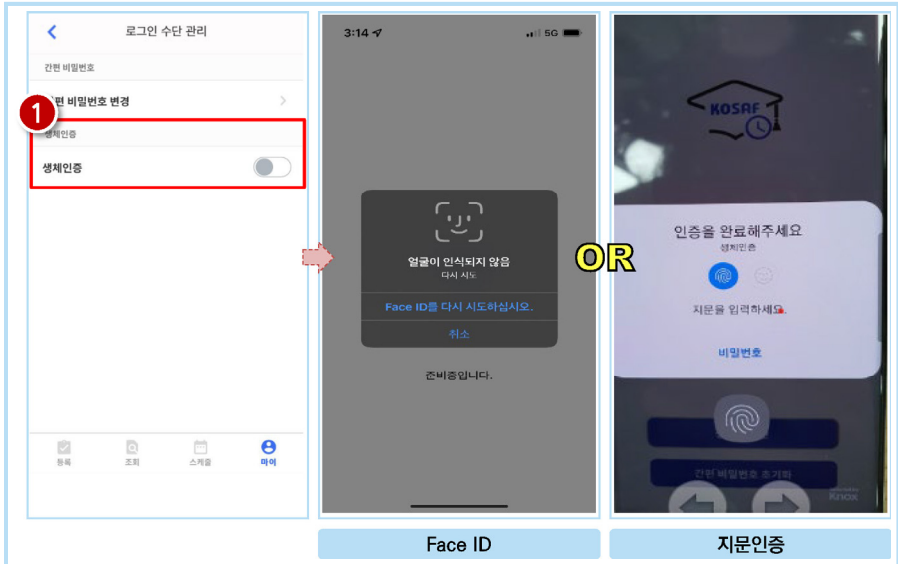 로그인 수단 관리
간편 비밀번호
간편 비밀번호 변경
1
생체인증
생체인증
등록
조회
스케줄
마이
3:14
5G
얼굴이 인식되지 않음
다시 시도
Face ID를 다시 시도하십시오.
취소
준비중입니다.
OR
KOSAF
인증을 완료해주세요
생체인증
지문을 입력하세요.
비밀번호
간편 비밀번호 초기화
Knox
Face ID
지문인증